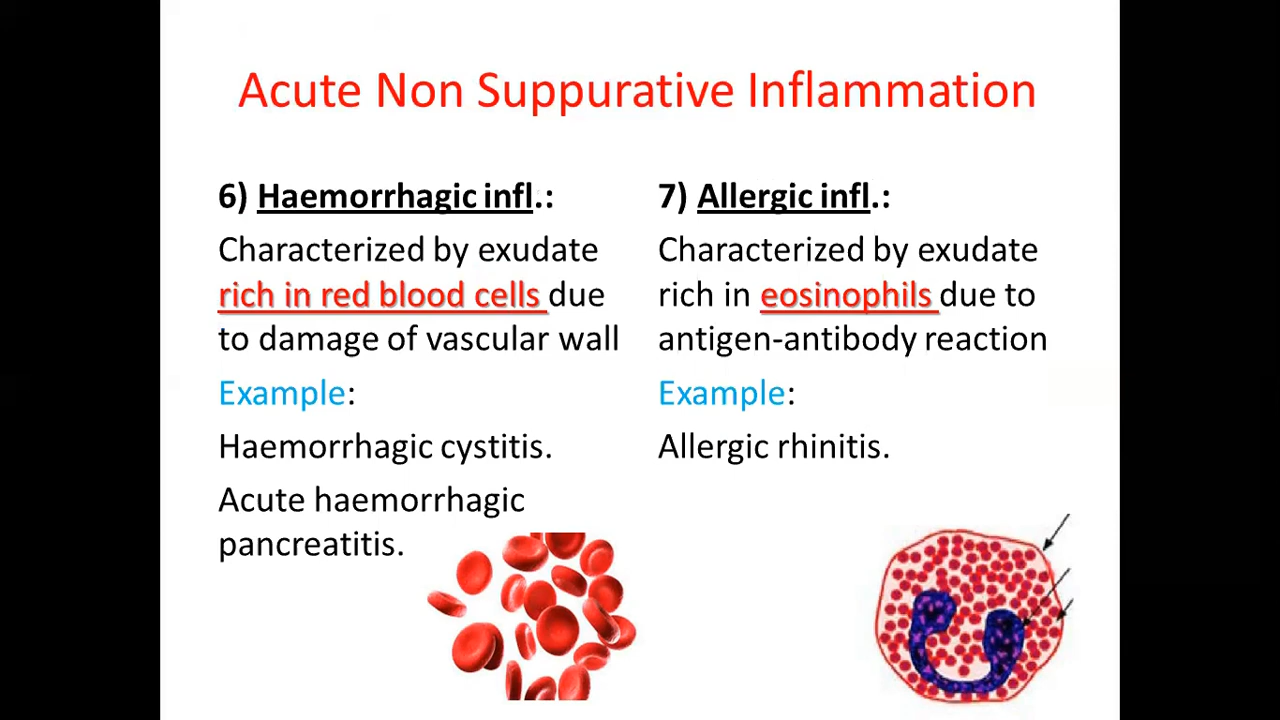 Acute Non Suppurative Inflammation
6) Haemorrhagic infl.:
Characterized by exudate
rich in red blood cells due
to damage of vascular wall
Example:
Haemorrhagic cystitis.
Acute haemorrhagic
pancreatitis.
7) Allergic infl.:
Characterized by exudate
rich in eosinophils due to
antigen-antibody reaction
Example:
Allergic rhinitis.